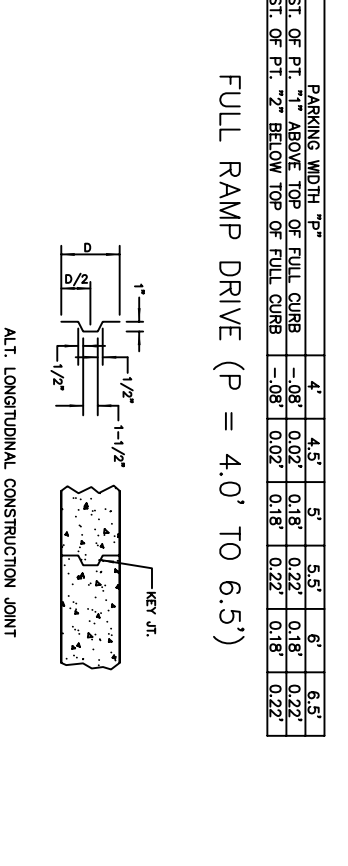 PARKING WIDTH "P" 4' 4.5' 5' 5.5' 6' 6.5'
ST. OF PT. "1" ABOVE TOP OF FULL CURB -.08' 0.02' 0.18' 0.22' 0.18' 0.22'
ST. OF PT. "2" BELOW TOP OF FULL CURB -.08' 0.02' 0.18' 0.22' 0.18' 0.22'
FULL RAMP DRIVE (P = 4.0' TO 6.5')
D
D/2
1"
1/2"
1/2"
1-1/2"
KEY JT.
ALT. LONGITUDINAL CONSTRUCTION JOINT